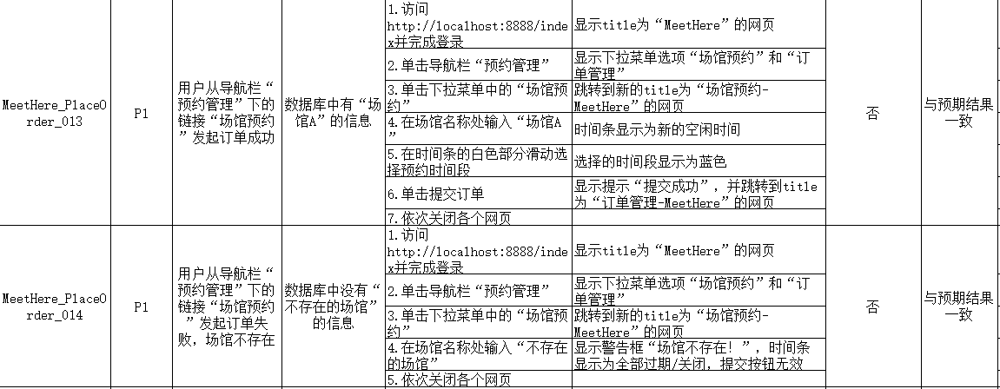 MeetHere_PlaceO
rder_013
P1
用户从导航栏“
预约管理”下的
链接“场馆预约
”发起订单成功
数据库中有“场
馆A”的信息
1.访问
http://localhost:8888/inde
x并完成登录
显示title为“MeetHere”的网页
2.单击导航栏“预约管理”
显示下拉菜单选项“场馆预约”和“订
单管理”
3.单击下拉菜单中的“场馆预
约”
跳转到新的title为“场馆预约-
MeetHere”的网页
4.在场馆名称处输入“场馆A
”
时间条显示为新的空闲时间
5.在时间条的白色部分滑动选
择预约时间段
选择的时间段显示为蓝色
6.单击提交订单
显示提示“提交成功”，并跳转到title
为“订单管理-MeetHere”的网页
7.依次关闭各个网页
否
与预期结果
一致
MeetHere_PlaceO
rder_014
P1
用户从导航栏“
预约管理”下的
链接“场馆预约
”发起订单失
败，场馆不存在
数据库中没有“
不存在的场馆”
的信息
1.访问
http://localhost:8888/inde
x并完成登录
显示title为“MeetHere”的网页
2.单击导航栏“预约管理”
显示下拉菜单选项“场馆预约”和“订
单管理”
3.单击下拉菜单中的“场馆预
约”
跳转到新的title为“场馆预约-
MeetHere”的网页
4.在场馆名称处输入“不存在
的场馆”
显示警告框“场馆不存在！”，时间条
显示为全部过期/关闭，提交按钮无效
5.依次关闭各个网页
否
与预期结果
一致